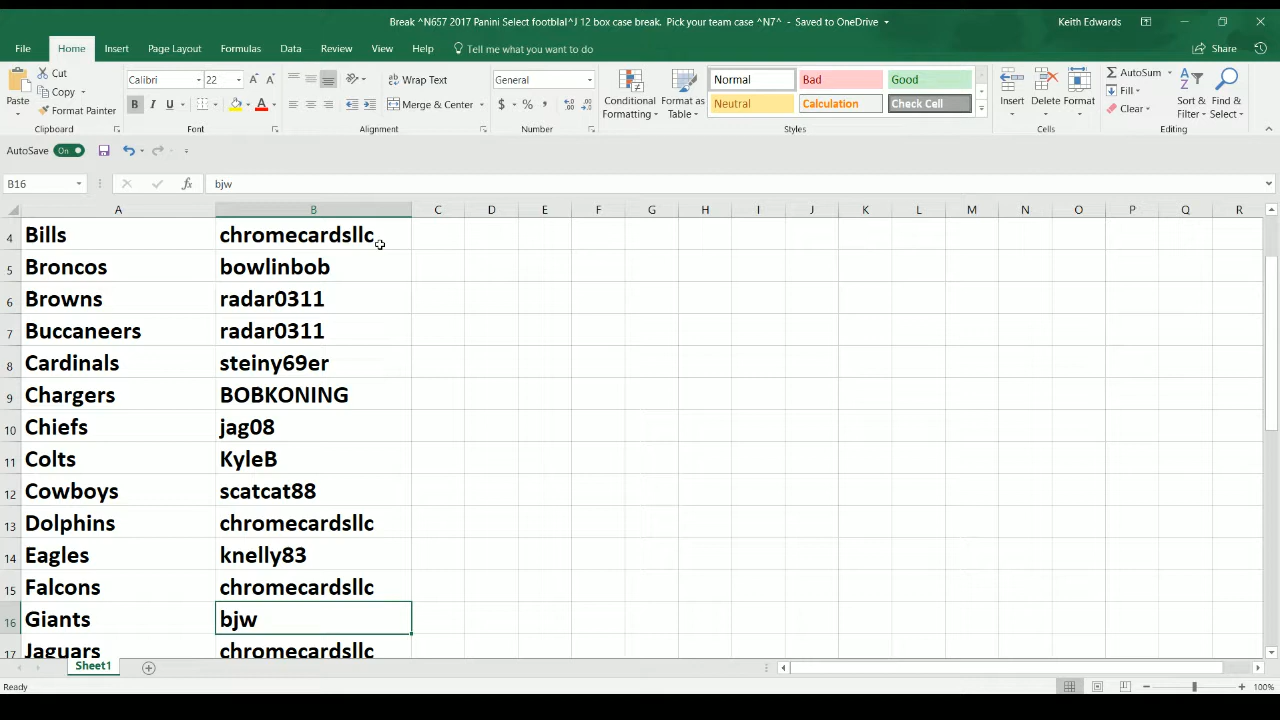 Break ^N657 2017 Panini Select footbal^J 12 box case break. Pick your team case ^N7^ - Saved to OneDrive
Keith Edwards
File Home Insert Page Layout Formulas Data Review View Help Tell me what you want to do Share
Paste Cut Copy Format Painter Clipboard
Calibri 22 B I U A Font
Wrap Text Merge & Center Alignment
General $ % , Number
Conditional Formatting Format as Table
Normal Bad Good
Neutral Calculation Check Cell
Styles
Insert Delete Format Cells
AutoSum Fill Clear Sort & Filter Find & Select Editing
AutoSave On
B16 fx bjw
A B C D E F G H I J K L M N O P Q R
4 Bills chromecardsllc
5 Broncos bowlinbob
6 Browns radar0311
7 Buccaneers radar0311
8 Cardinals steiny69er
9 Chargers BOBKONING
10 Chiefs jag08
11 Colts KyleB
12 Cowboys scatcat88
13 Dolphins chromecardsllc
14 Eagles knelly83
15 Falcons chromecardsllc
16 Giants bjw
17 Jaguars chromecardsllc
Sheet1
Ready 100%